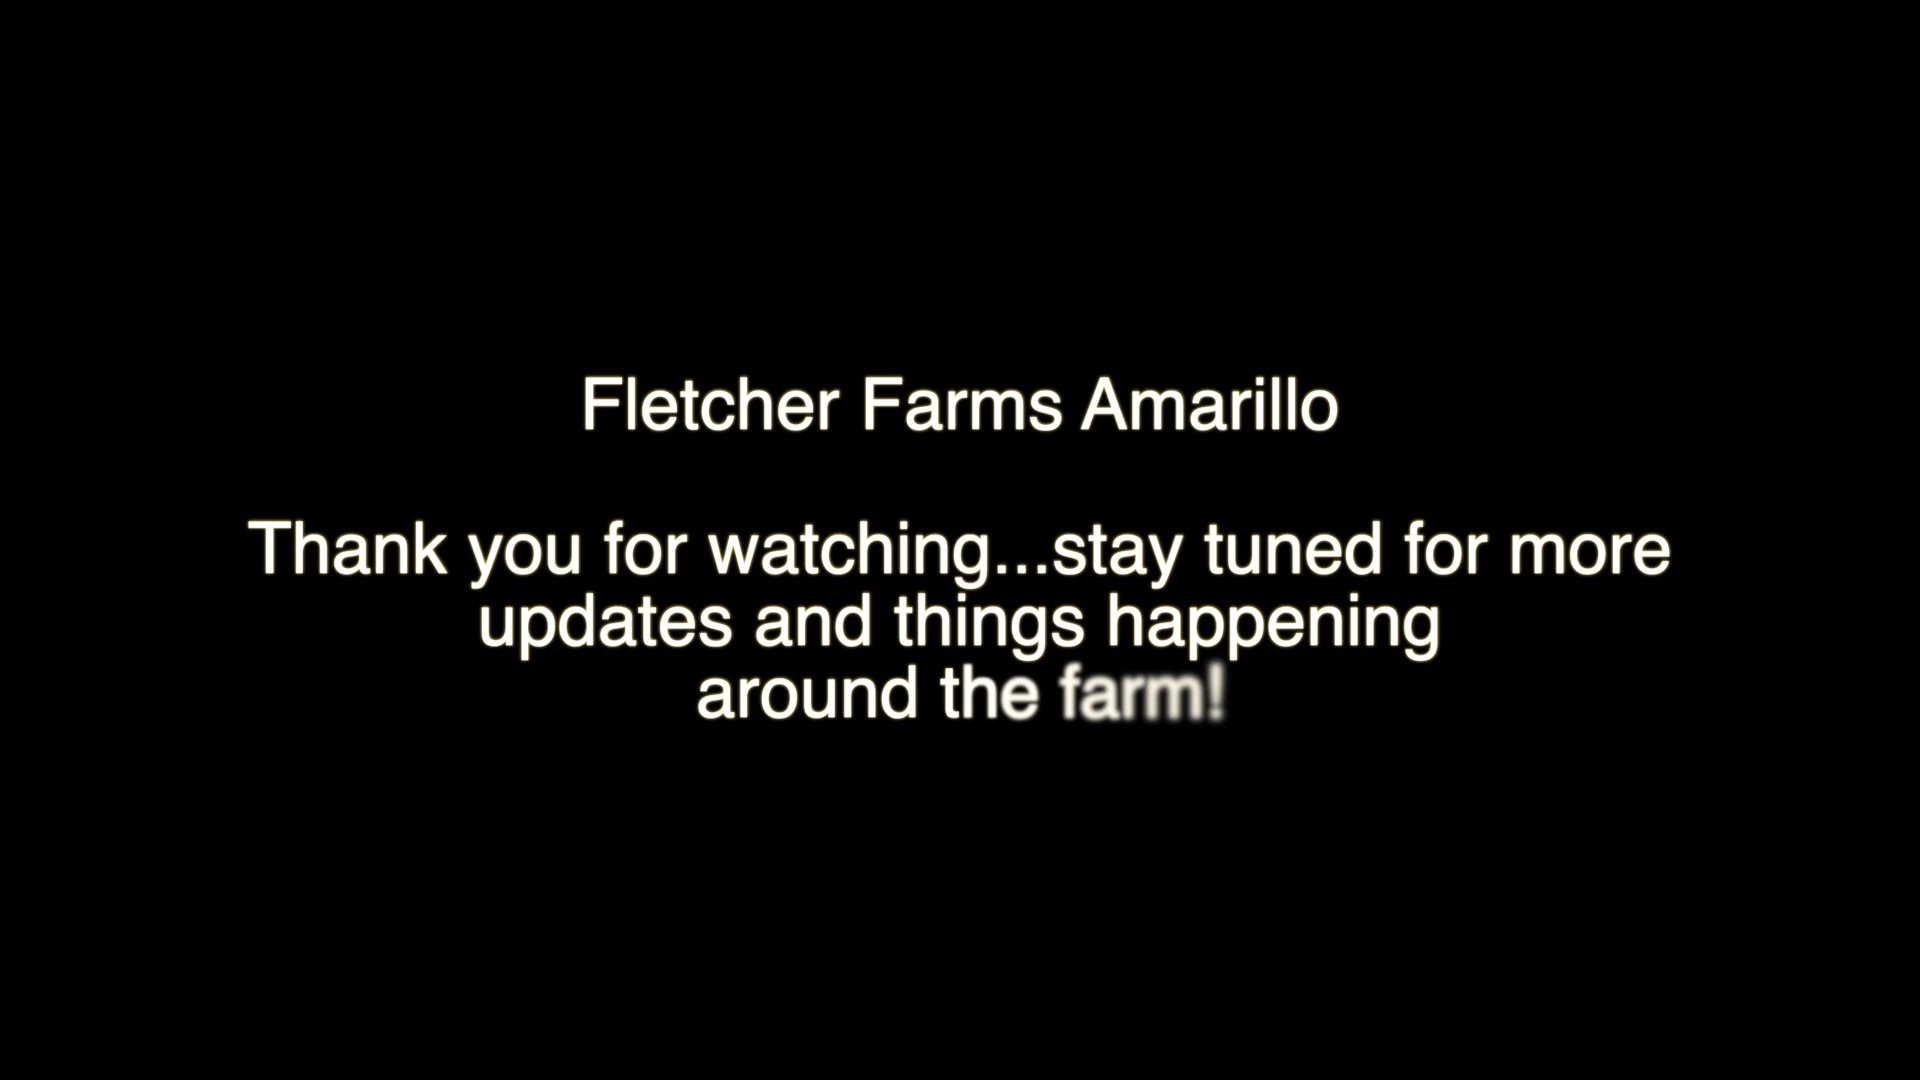 Fletcher Farms Amarillo
Thank you for watching...stay tuned for more
updates and things happening
around the farm!